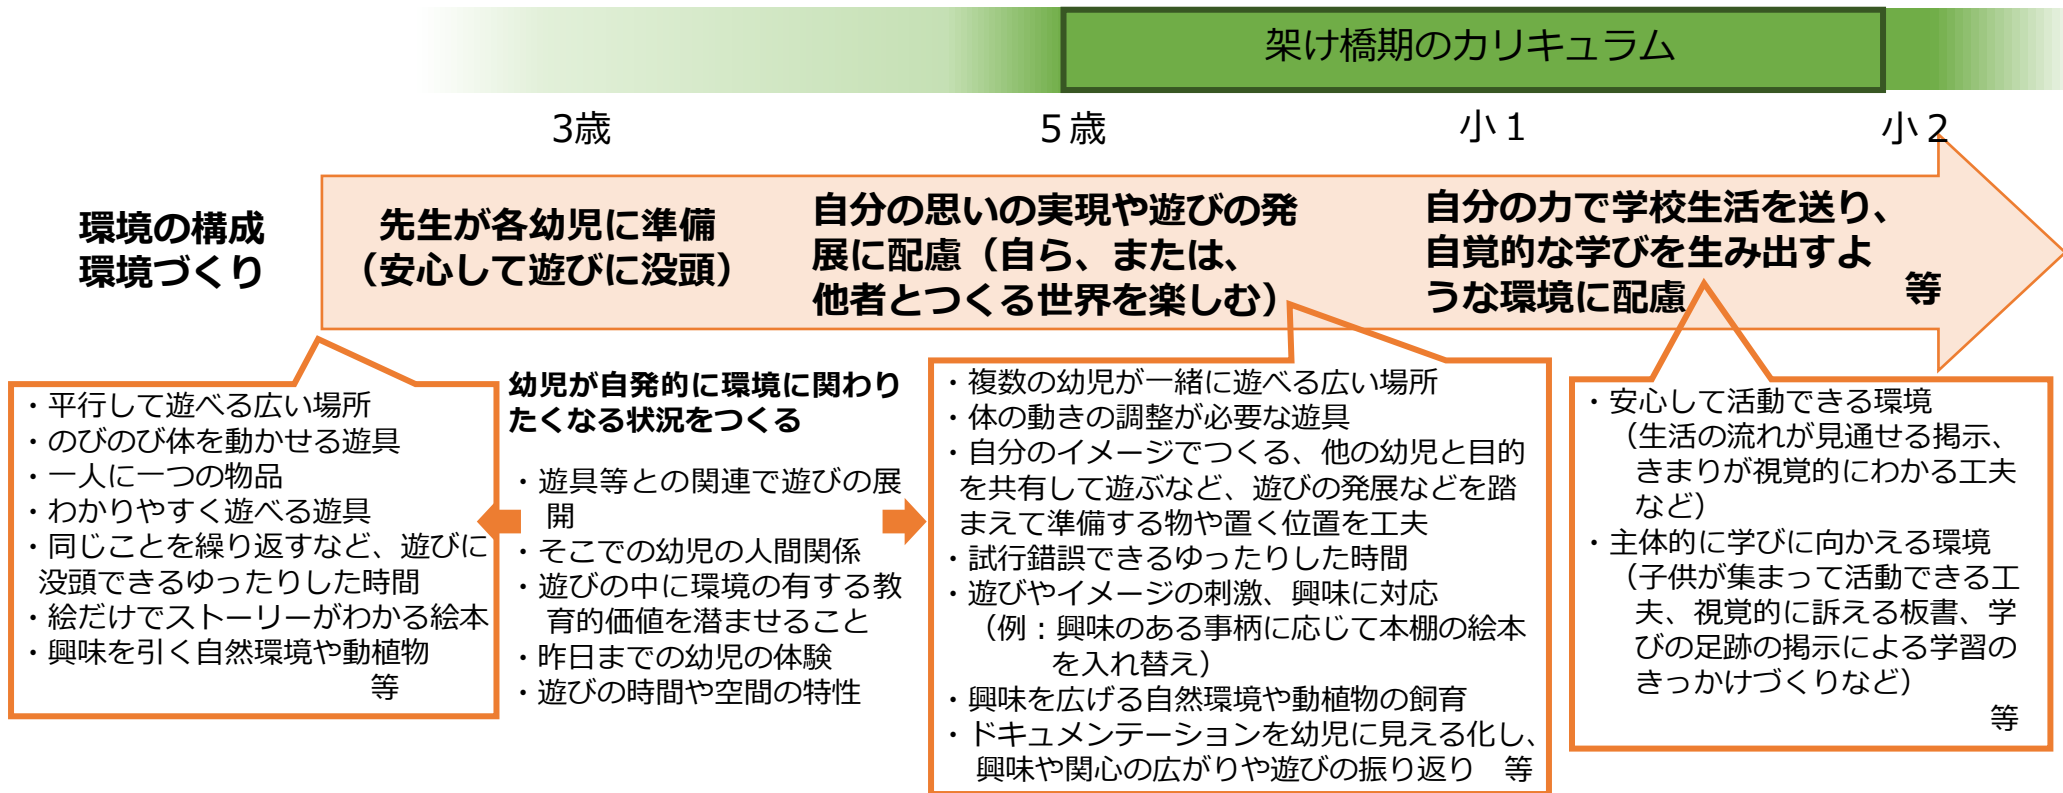 架け橋期のカリキュラム
3歳
５歳
小１
小２
環境の構成
環境づくり
先生が各幼児に準備
（安心して遊びに没頭）
自分の思いの実現や遊びの発
展に配慮（自ら、または、
他者とつくる世界を楽しむ）
自分の力で学校生活を送り、
自覚的な学びを生み出すよ
うな環境に配慮
等
・平行して遊べる広い場所
・のびのび体を動かせる遊具
・一人に一つの物品
・わかりやすく遊べる遊具
・同じことを繰り返すなど、遊びに
没頭できるゆったりした時間
・絵だけでストーリーがわかる絵本
・興味を引く自然環境や動植物
等
幼児が自発的に環境に関わり
たくなる状況をつくる
・遊具等との関連で遊びの展
開
・そこでの幼児の人間関係
・遊びの中に環境の有する教
育的価値を潜ませること
・昨日までの幼児の体験
・遊びの時間や空間の特性
・複数の幼児が一緒に遊べる広い場所
・体の動きの調整が必要な遊具
・自分のイメージでつくる、他の幼児と目的
を共有して遊ぶなど、遊びの発展などを踏
まえて準備する物や置く位置を工夫
・試行錯誤できるゆったりした時間
・遊びやイメージの刺激、興味に対応
（例：興味のある事柄に応じて本棚の絵本
を入れ替え）
・興味を広げる自然環境や動植物の飼育
・ドキュメンテーションを幼児に見える化し、
興味や関心の広がりや遊びの振り返り　等
・安心して活動できる環境
（生活の流れが見通せる掲示、
きまりが視覚的にわかる工夫
など）
・主体的に学びに向かえる環境
（子供が集まって活動できる工
夫、視覚的に訴える板書、学
びの足跡の掲示による学習の
きっかけづくりなど）
等